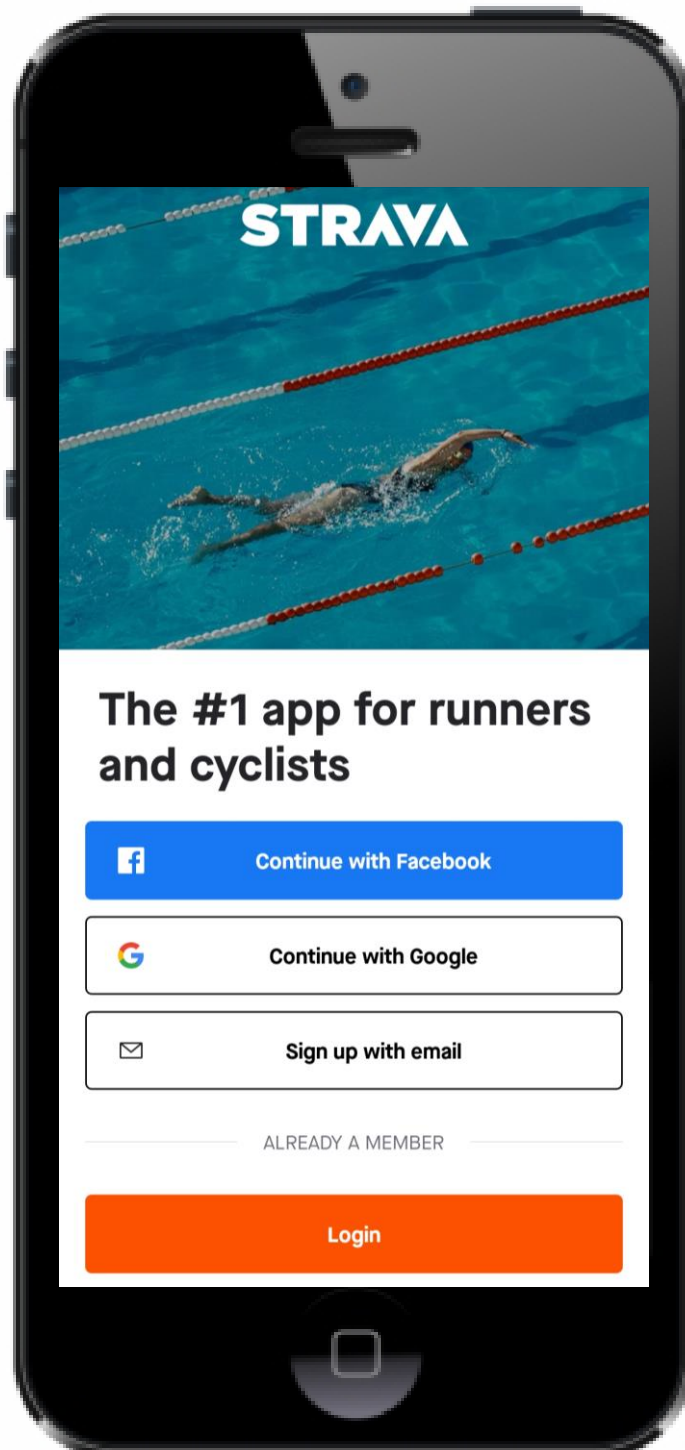 STRAVA
The #1 app for runners
and cyclists
Continue with Facebook
Continue with Google
Sign up with email
ALREADY A MEMBER
Login